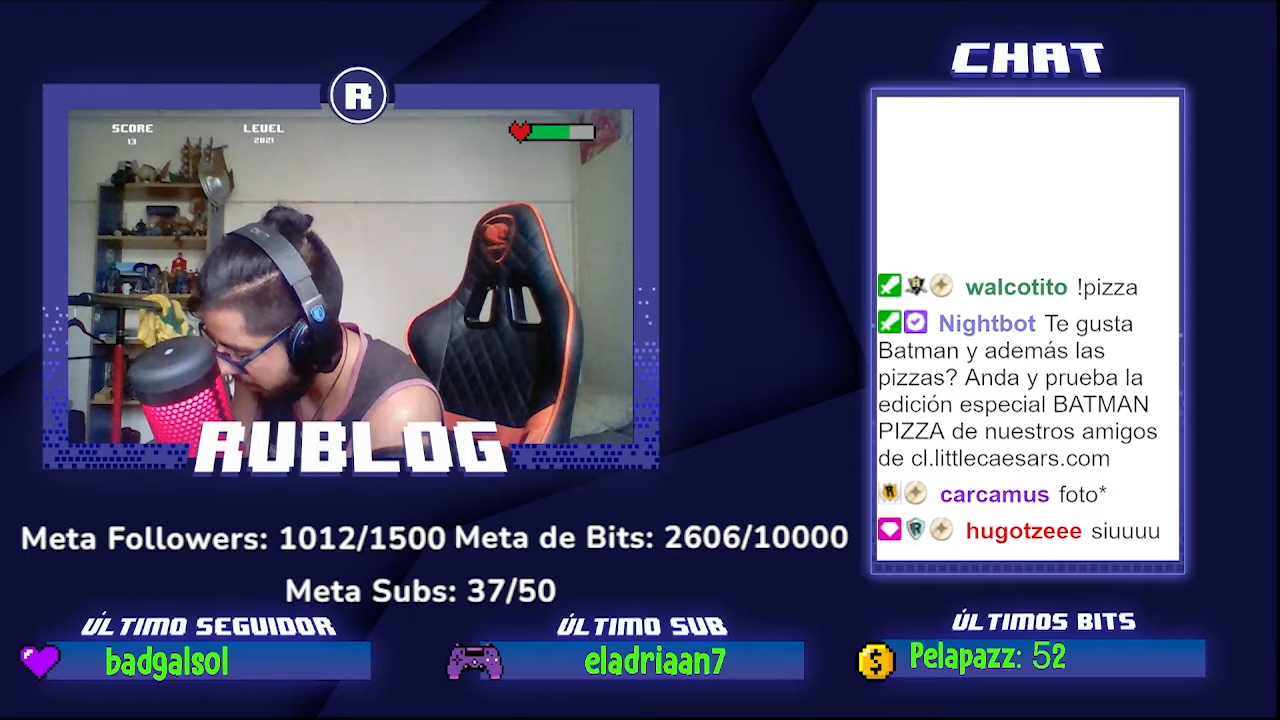 CHAT
R
SCORE
13
LEVEL
2021
RUBLOG
walcotito !pizza
Nightbot Te gusta
Batman y además las
pizzas? Anda y prueba la
edición especial BATMAN
PIZZA de nuestros amigos
de cl.littlecaesars.com
carcamus foto*
hugotzeee siuuuu
Meta Followers: 1012/1500 Meta de Bits: 2606/10000
Meta Subs: 37/50
ÚLTIMO SEGUIDOR
badgalsol
ÚLTIMO SUB
eladriaan7
ÚLTIMOS BITS
Pelapazz: 52